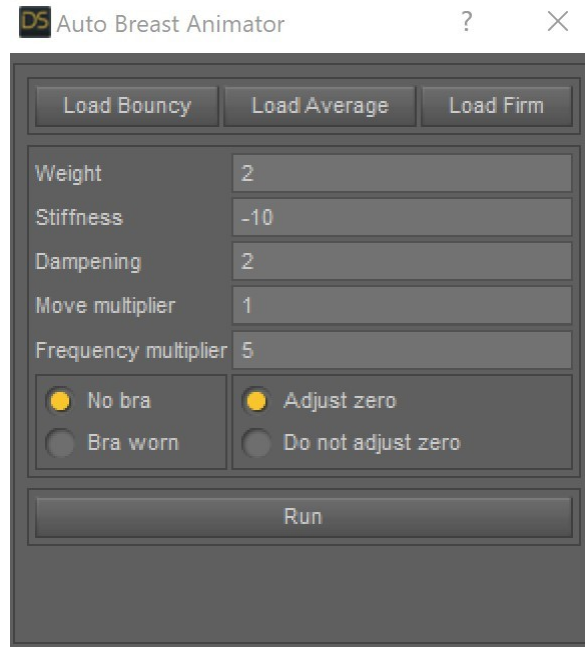 DS Auto Breast Animator ?
Load Bouncy Load Average Load Firm
Weight 2
Stiffness -10
Dampening 2
Move multiplier 1
Frequency multiplier 5
No bra Adjust zero
Bra worn Do not adjust zero
Run